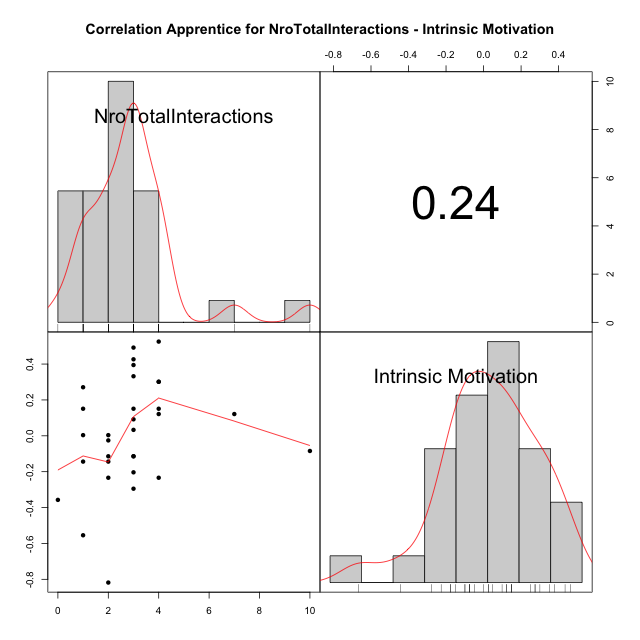 Correlation Apprentice for NroTotalInteractions - Intrinsic Motivation
-0.8 -0.6 -0.4 -0.2 0.0 0.2 0.4
NroTotalInteractions
0.24
10
8
6
4
2
0
0.4
0.2
0.0
-0.2
-0.4
-0.6
-0.8
Intrinsic Motivation
0 2 4 6 8 10